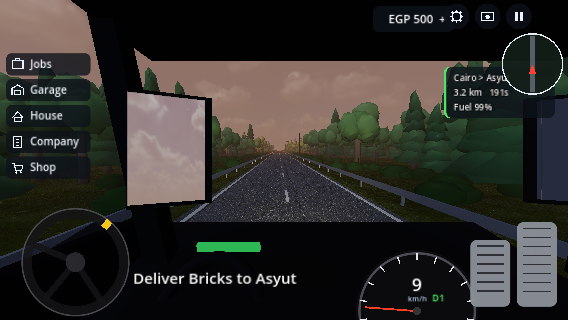 EGP 500 +
Jobs
Garage
House
Company
Shop
Cairo > Asyu
3.2 km 191s
Fuel 99%
Deliver Bricks to Asyut
9
km/h D1